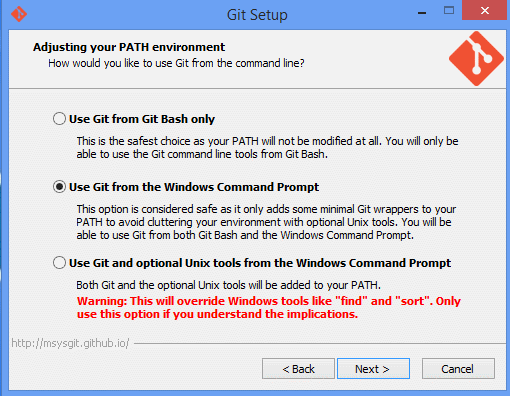 Git Setup
Adjusting your PATH environment
How would you like to use Git from the command line?
Use Git from Git Bash only
This is the safest choice as your PATH will not be modified at all. You will only be
able to use the Git command line tools from Git Bash.
Use Git from the Windows Command Prompt
This option is considered safe as it only adds some minimal Git wrappers to your
PATH to avoid cluttering your environment with optional Unix tools. You will be
able to use Git from both Git Bash and the Windows Command Prompt.
Use Git and optional Unix tools from the Windows Command Prompt
Both Git and the optional Unix tools will be added to your PATH.
Warning: This will override Windows tools like "find" and "sort". Only
use this option if you understand the implications.
http://msysgit.github.io/
< Back Next > Cancel